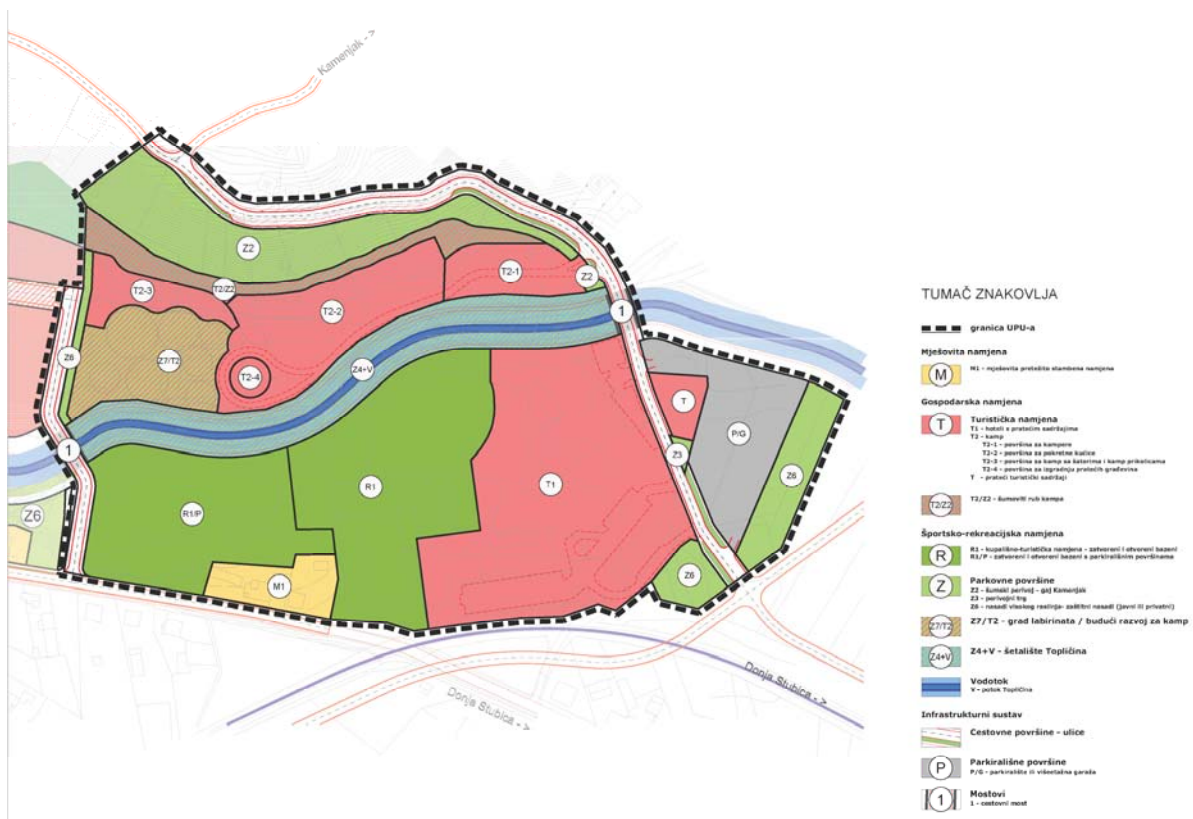 Kamenjak ->
Z2
T2-1
Z2
T2-3
T2/Z2
T2-2
1
Z6
Z7/T2
T2-4
Z4+V
T
P/G
1
Z3
Z6
R1
T1
R1/P
Z6
M1
Z6
Donja Stubica ->
Donja Stubica ->
TUMAČ ZNAKOVLJA
granica UPU-a
Mješovita namjena
M
M1 - mješovita pretežito stambena namjena
Gospodarska namjena
T
Turistička namjena
T1 - hoteli s pratećim sadržajima
T2 - kamp
T2-1 - površina za kampere
T2-2 - površina za pokretne kućice
T2-3 - površina za kamp sa šatorima i kamp prikolicama
T2-4 - površina za izgradnju pratećih građevina
T - prateći turistički sadržaji
T2/Z2
T2/Z2 - šumoviti rub kampa
Športsko-rekreacijska namjena
R
R1 - kupališno-turistička namjena - zatvoreni i otvoreni bazeni
R1/P - zatvoreni i otvoreni bazeni s parkirališnim površinama
Z
Parkovne površine
Z2 - šumski perivoj - gaj Kamenjak
Z3 - perivojni trg
Z6 - nasadi visokog raslinja- zaštitni nasadi (javni ili privatni)
Z7/T2
Z7/T2 - grad labirinata / budući razvoj za kamp
Z4+V
Z4+V - šetalište Topličina
Vodotok
V - potok Topličina
Infrastrukturni sustav
Cestovne površine - ulice
P
Parkirališne površine
P/G - parkiralište ili višeetažna garaža
1
Mostovi
1 - cestovni most